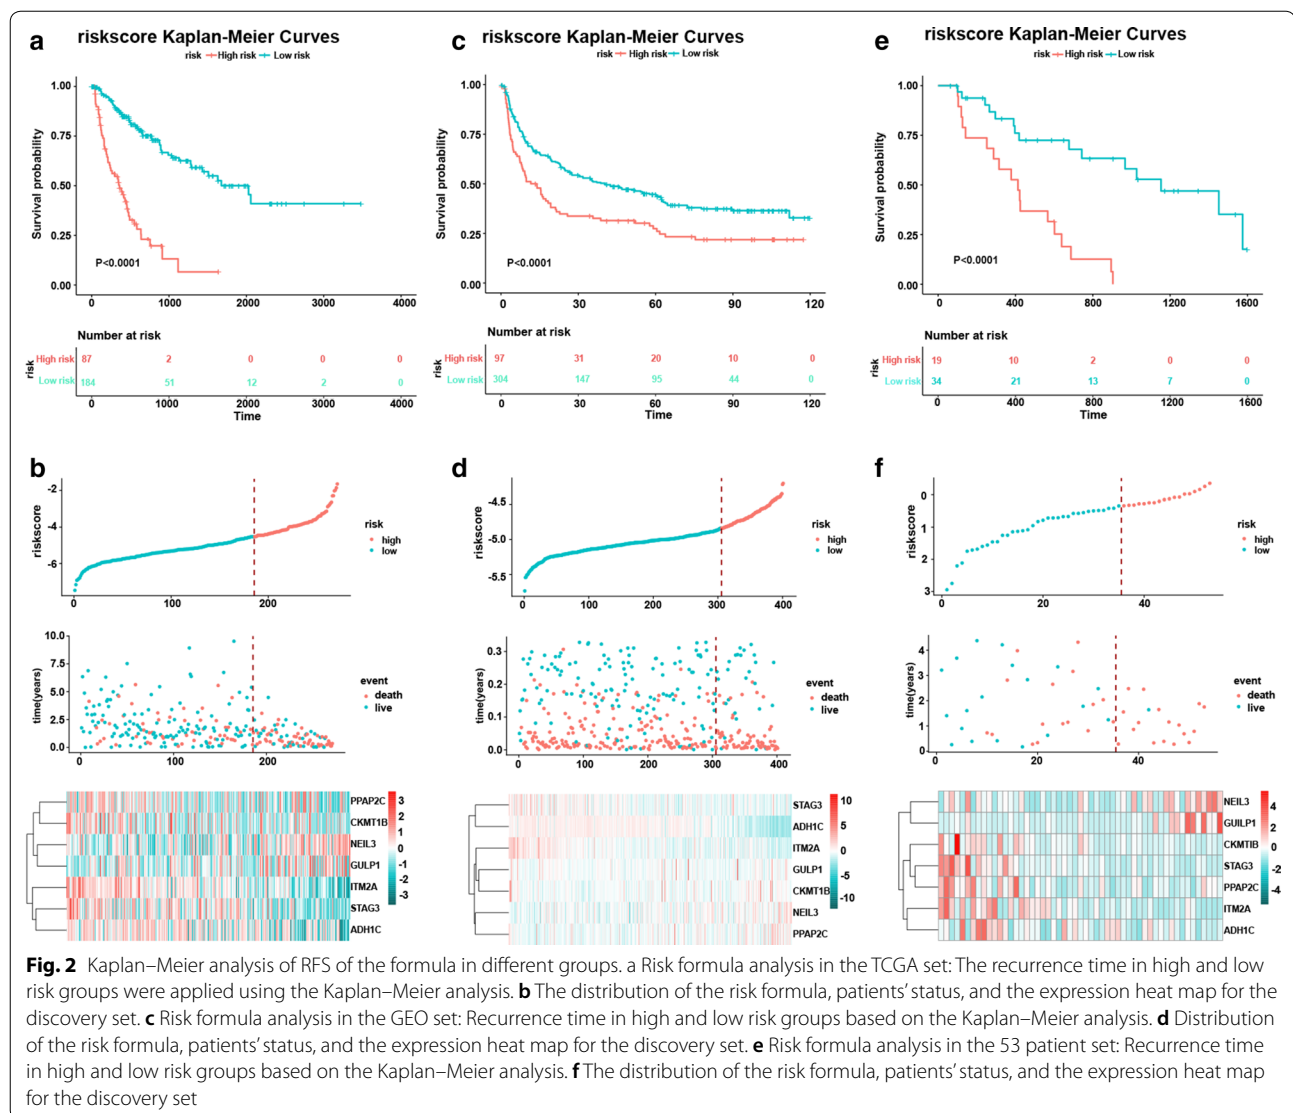 a
riskscore Kaplan-Meier Curves
risk High risk Low risk
Survival probability
1.00
0.75
0.50
0.25
0.00
P<0.0001
0 1000 2000 3000 4000
Number at risk
risk
High risk 87 2 0 0 0
Low risk 184 51 12 2 0
0 1000 2000 3000 4000
Time
c
riskscore Kaplan-Meier Curves
risk High risk Low risk
Survival probability
1.00
0.75
0.50
0.25
0.00
P<0.0001
0 30 60 90 120
Number at risk
risk
High risk 97 31 20 10 0
Low risk 304 147 95 44 0
0 30 60 90 120
Time
e
riskscore Kaplan-Meier Curves
risk High risk Low risk
Survival probability
1.00
0.75
0.50
0.25
0.00
P<0.0001
0 400 800 1200 1600
Number at risk
risk
High risk 19 10 2 0 0
Low risk 34 21 13 7 0
0 400 800 1200 1600
Time
b
riskscore
-2
-4
-6
0 100 200
risk
high
low
time(years)
10.0
7.5
5.0
2.5
0.0
0 100 200
event
death
live
PPAP2C
CKMT1B
NEIL3
GULP1
ITM2A
STAG3
ADH1C
3
2
1
0
-1
-2
-3
d
riskscore
-4.5
-5.0
-5.5
0 100 200 300 400
risk
high
low
time(years)
0.3
0.2
0.1
0.0
0 100 200 300 400
event
death
live
STAG3
ADH1C
ITM2A
GULP1
CKMT1B
NEIL3
PPAP2C
10
5
0
-5
-10
f
riskscore
0
1
2
3
0 20 40
risk
high
low
time(years)
4
3
2
1
0
0 20 40
event
death
live
NEIL3
GUILP1
CKMTIB
STAG3
PPAP2C
ITM2A
ADH1C
4
2
0
-2
-4
Fig. 2 Kaplan–Meier analysis of RFS of the formula in different groups. a Risk formula analysis in the TCGA set: The recurrence time in high and low
risk groups were applied using the Kaplan–Meier analysis. b The distribution of the risk formula, patients’ status, and the expression heat map for the
discovery set. c Risk formula analysis in the GEO set: Recurrence time in high and low risk groups based on the Kaplan–Meier analysis. d Distribution
of the risk formula, patients’ status, and the expression heat map for the discovery set. e Risk formula analysis in the 53 patient set: Recurrence time
in high and low risk groups based on the Kaplan–Meier analysis. f The distribution of the risk formula, patients’ status, and the expression heat map
for the discovery set